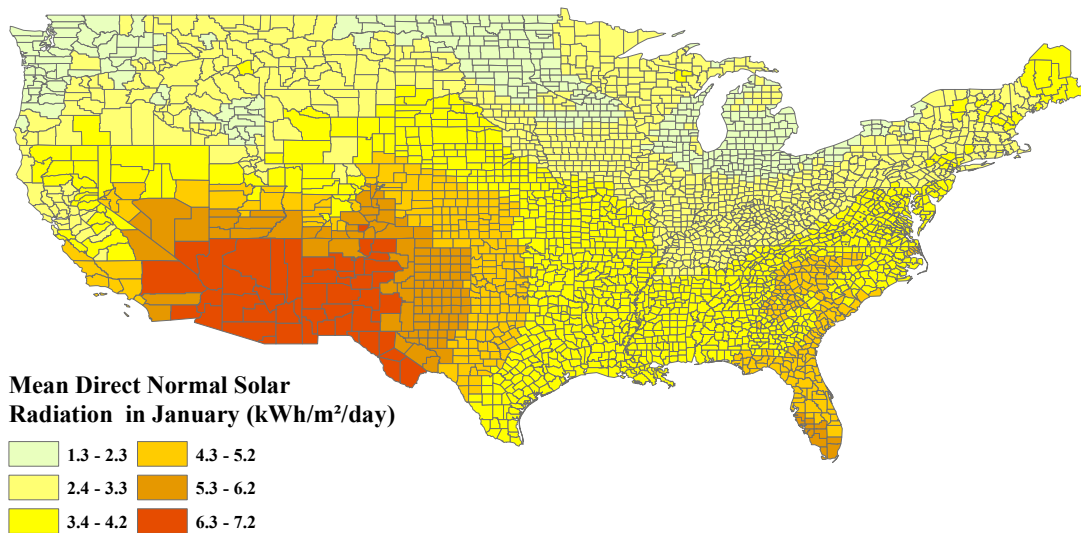 Mean Direct Normal Solar
Radiation in January (kWh/m²/day)
1.3 - 2.3
4.3 - 5.2
2.4 - 3.3
5.3 - 6.2
3.4 - 4.2
6.3 - 7.2